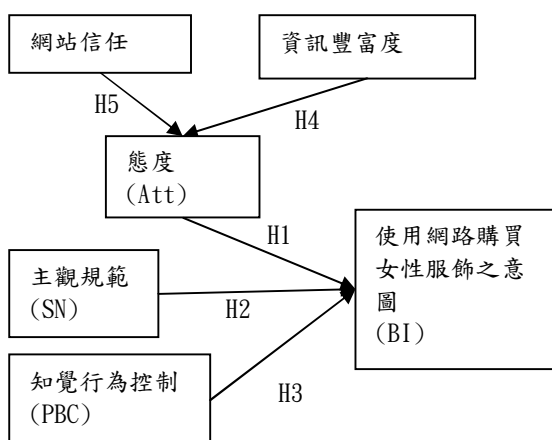 網站信任
資訊豐富度
H5
H4
態度
(Att)
H1
使用網路購買
女性服飾之意
圖
(BI)
主觀規範
(SN)
H2
知覺行為控制
(PBC)
H3